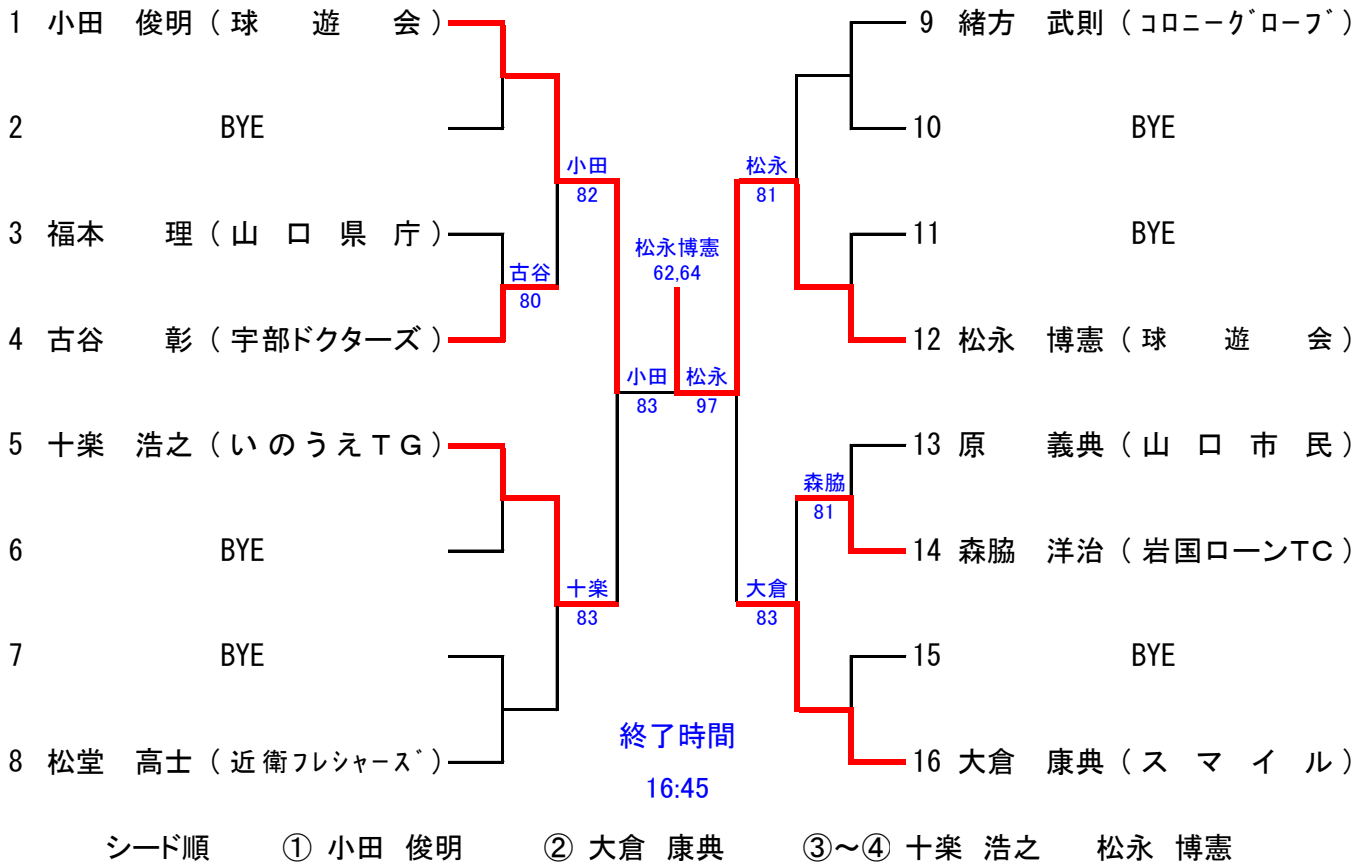 1 小田 俊明 ( 球 遊 会 )
2 BYE
小田
82
3 福本 理 ( 山 口 県 庁 )
古谷
80
4 古谷 彰 ( 宇部ドクターズ )
5 十楽 浩之 ( いのうえTG )
6 BYE
十楽
83
7 BYE
8 松堂 高士 ( 近衛フレシャーズ )
松永博憲
62,64
小田 松永
83 97
9 緒方 武則 ( コロニーグローブ )
10 BYE
松永
81
11 BYE
12 松永 博憲 ( 球 遊 会 )
13 原 義典 ( 山 口 市 民 )
森脇
81
14 森脇 洋治 ( 岩国ローンTC )
大倉
83
15 BYE
16 大倉 康典 ( ス マ イ ル )
終了時間
16:45
シード順 ① 小田 俊明 ② 大倉 康典 ③~④ 十楽 浩之 松永 博憲